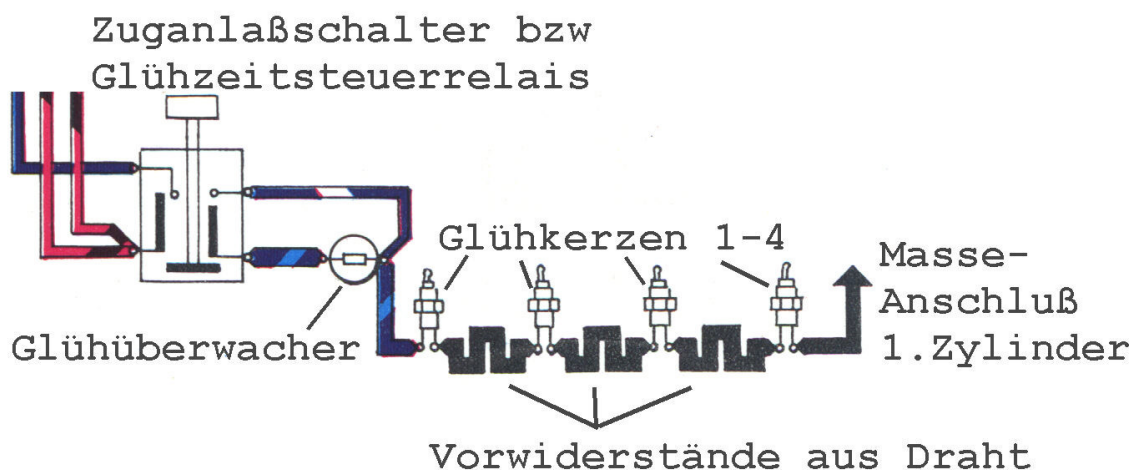 Zuganlaßschalter bzw
Glühzeitsteuerrelais
Glühkerzen 1-4
Masse-
Anschluß
1.Zylinder
Glühüberwacher
Vorwiderstände aus Draht